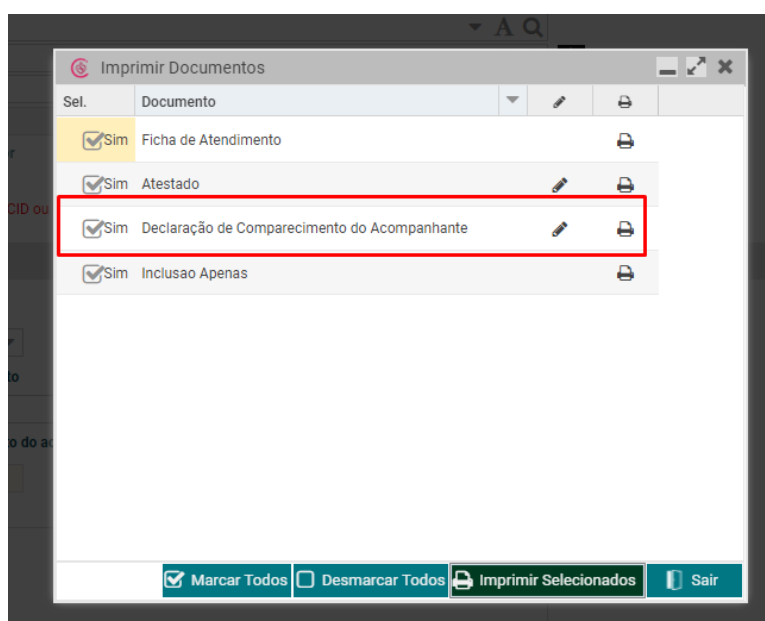 A
Imprimir Documentos
Sel. Documento
Sim Ficha de Atendimento
r
Sim Atestado
CID ou
Sim Declaração de Comparecimento do Acompanhante
Sim Inclusao Apenas
to
o do ac
Marcar Todos Desmarcar Todos Imprimir Selecionados Sair